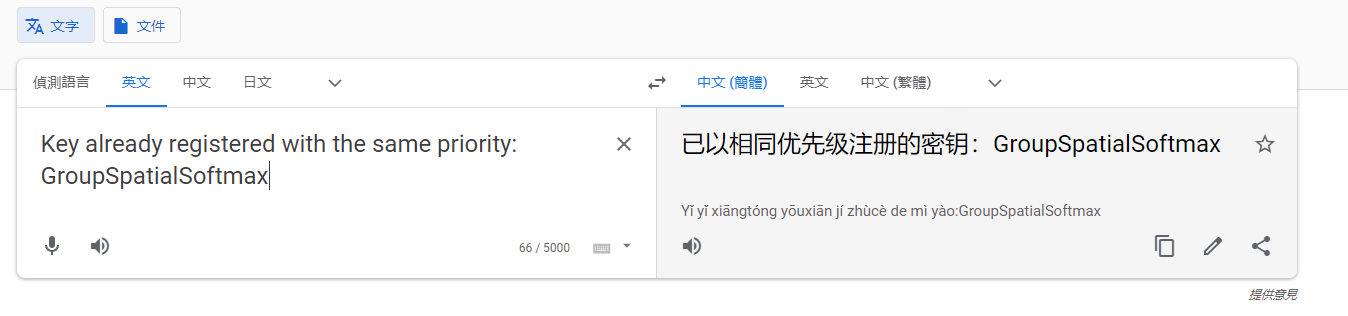 文字 文件
偵測語言 英文 中文 日文 中文 (簡體) 英文 中文 (繁體)
Key already registered with the same priority:
GroupSpatialSoftmax
已以相同优先级注册的密钥：GroupSpatialSoftmax
Yǐ yǐ xiāngtóng yōuxiān jí zhùcè de mì yào:GroupSpatialSoftmax
66 / 5000
提供意見